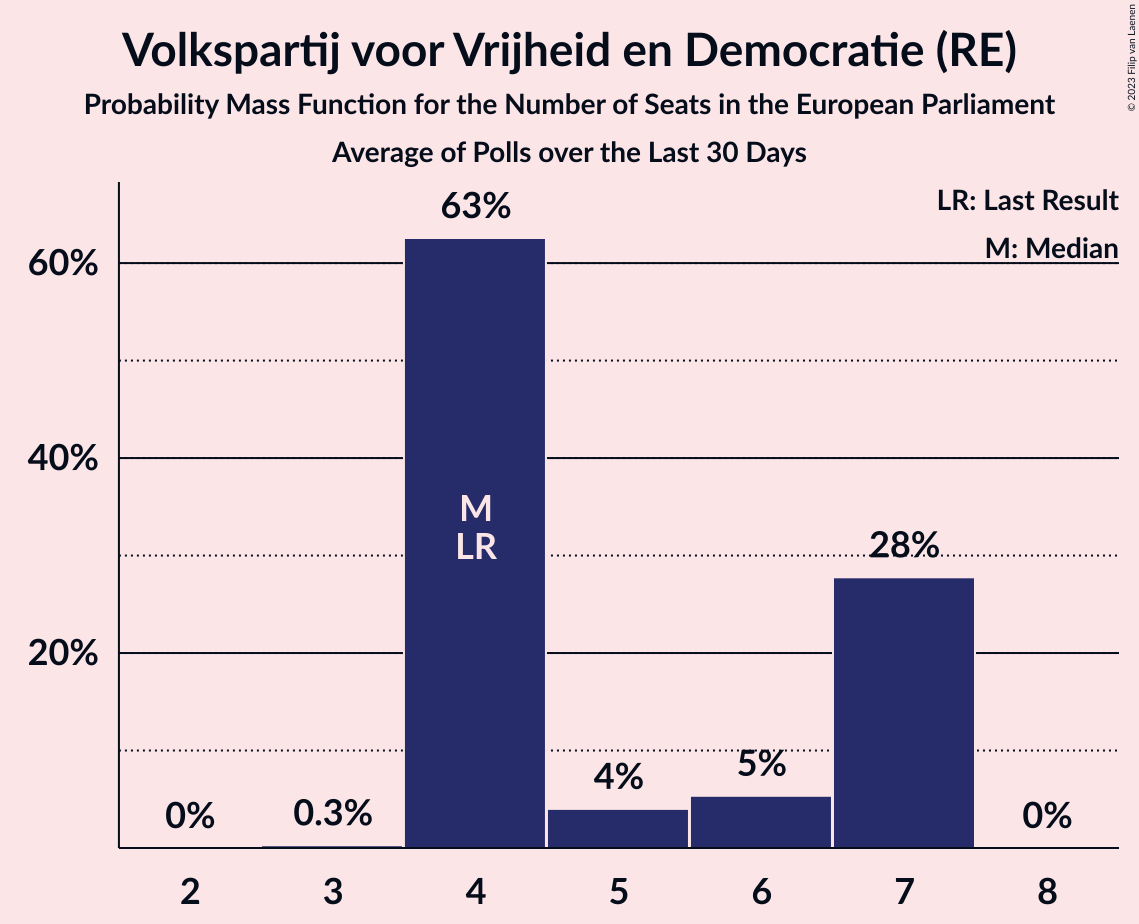 Volkspartij voor Vrijheid en Democratie (RE)
Probability Mass Function for the Number of Seats in the European Parliament
Average of Polls over the Last 30 Days
© 2023 Filip van Laenen
LR: Last Result
M: Median
60%
40%
20%
0%
0.3%
63%
M
LR
4%
5%
28%
0%
2 3 4 5 6 7 8